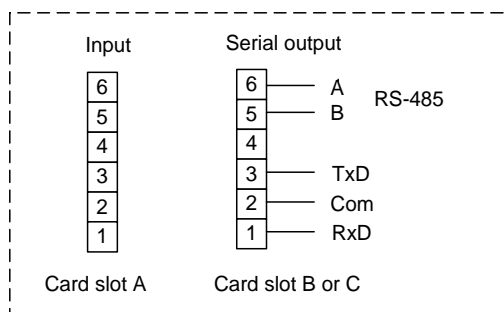 Input
Serial output
6
5
4
3
2
1
6
5
4
3
2
1
A
B
RS-485
TxD
Com
RxD
Card slot A
Card slot B or C